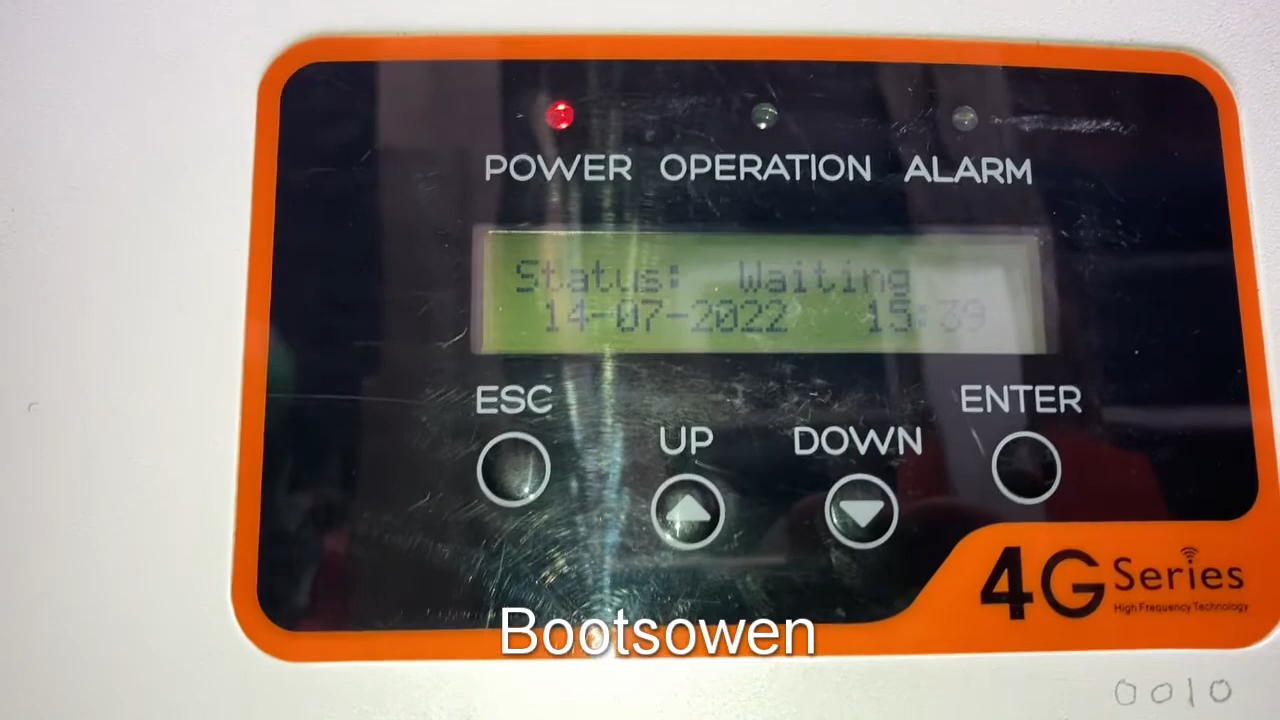 POWER OPERATION ALARM
Status: Waiting
14-07-2022 15:39
ESC UP DOWN ENTER
4G Series
High Frequency Technology
Bootsowen
0010